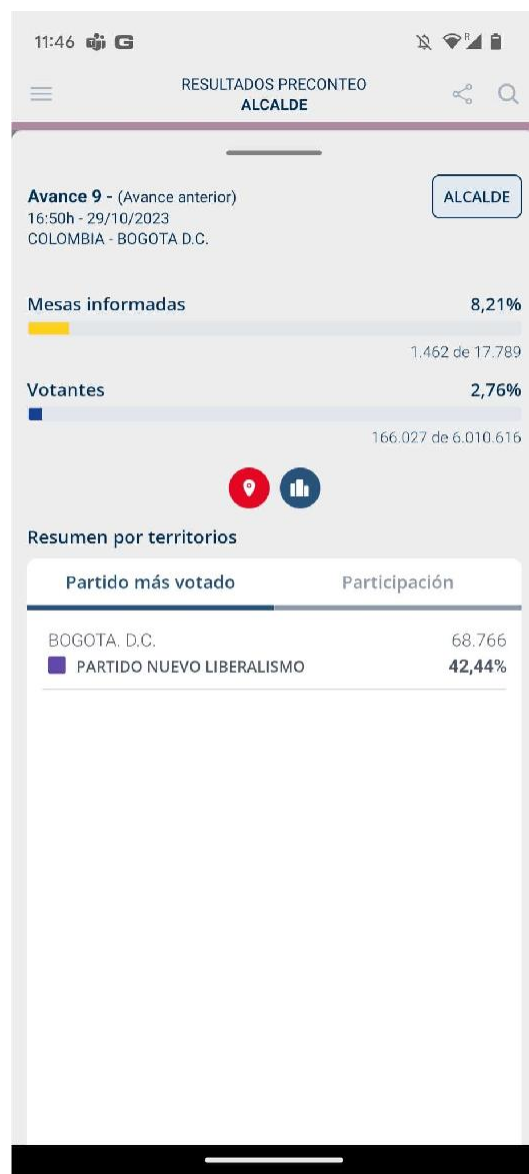 11:46
R
RESULTADOS PRECONTEO
ALCALDE
Avance 9 - (Avance anterior)
16:50h - 29/10/2023
COLOMBIA - BOGOTA D.C.
ALCALDE
Mesas informadas 8,21%
1.462 de 17.789
Votantes 2,76%
166.027 de 6.010.616
Resumen por territorios
Partido más votado Participación
BOGOTA. D.C. 68.766
PARTIDO NUEVO LIBERALISMO 42,44%